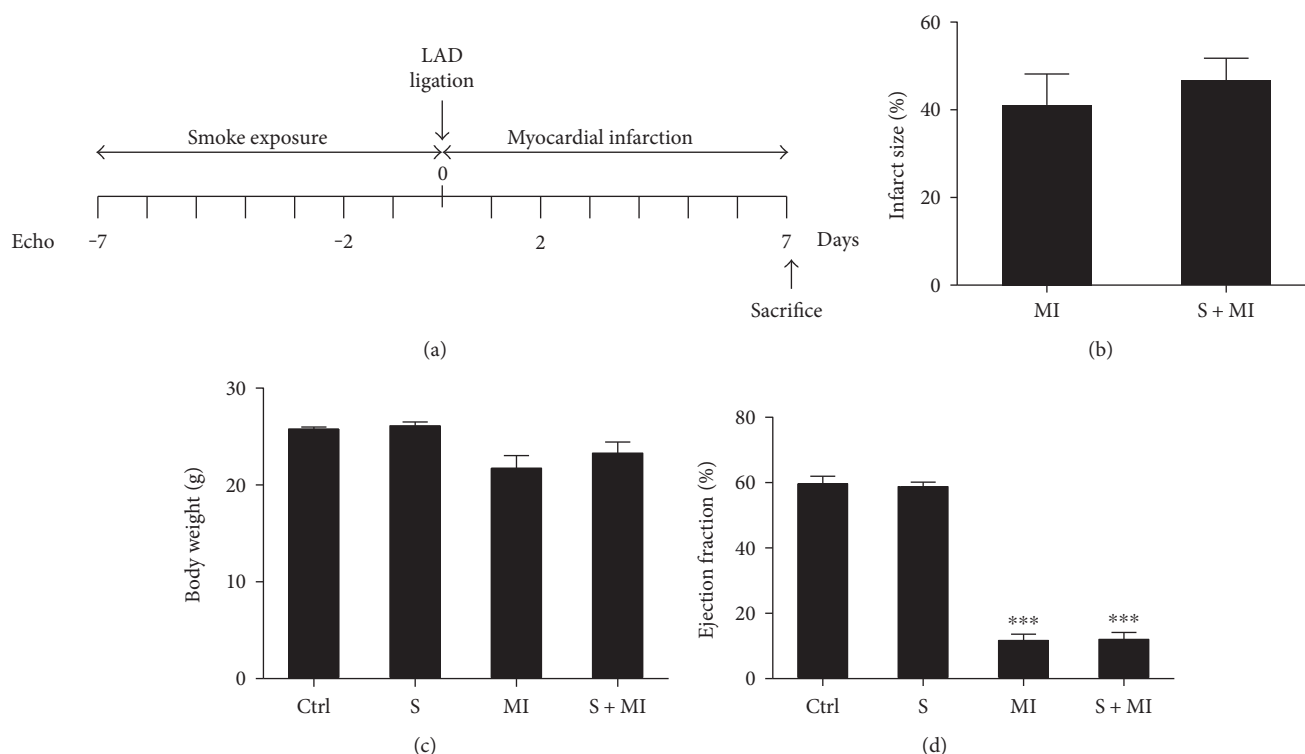 LAD
ligation
Smoke exposure
Myocardial infarction
0
Echo
−7
−2
2
7
Days
Sacrifice
(a)
60
40
20
0
Infarct size (%)
MI
S + MI
(b)
30
20
10
0
Body weight (g)
Ctrl
S
MI
S + MI
(c)
80
60
40
20
0
Ejection fraction (%)
***
***
Ctrl
S
MI
S + MI
(d)